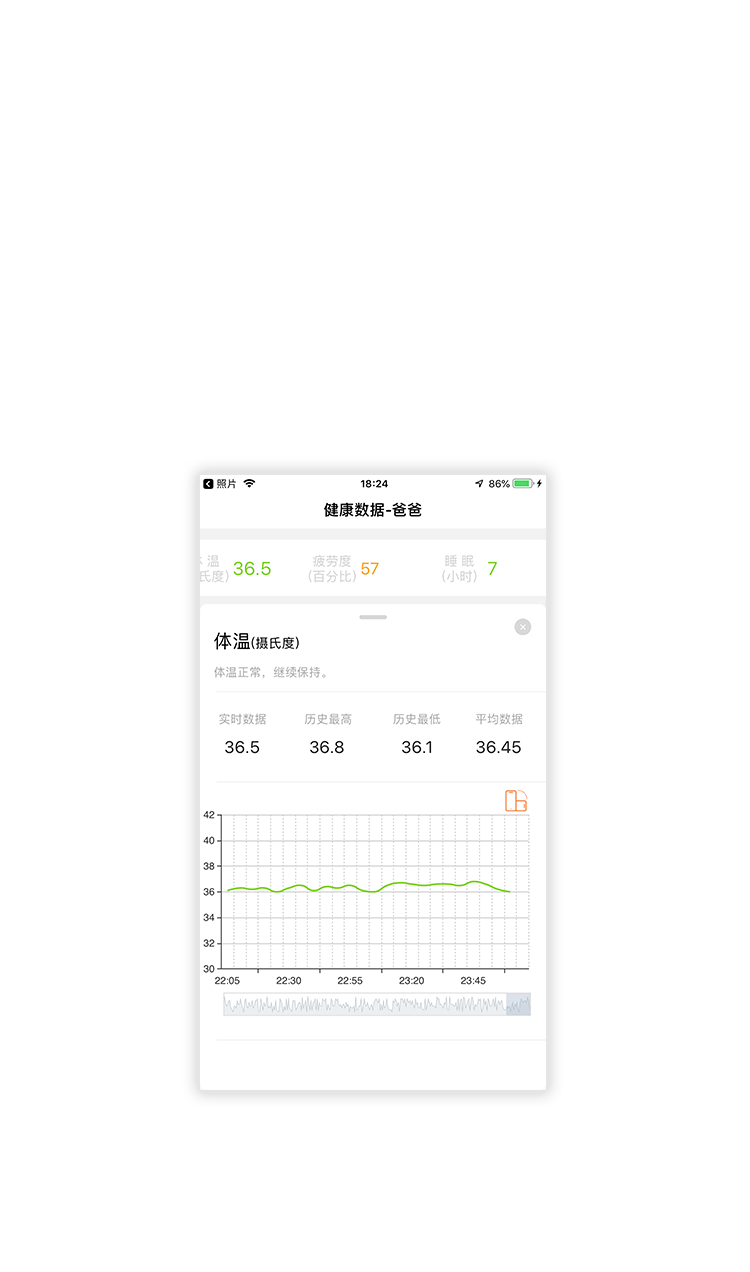 照片
18:24
86%
健康数据-爸爸
温
氏度)
36.5
疲劳度
(百分比)
57
睡 眠
(小时)
7
体温(摄氏度)
体温正常，继续保持。
实时数据 历史最高 历史最低 平均数据
36.5 36.8 36.1 36.45
42
40
38
36
34
32
30
22:05 22:30 22:55 23:20 23:45